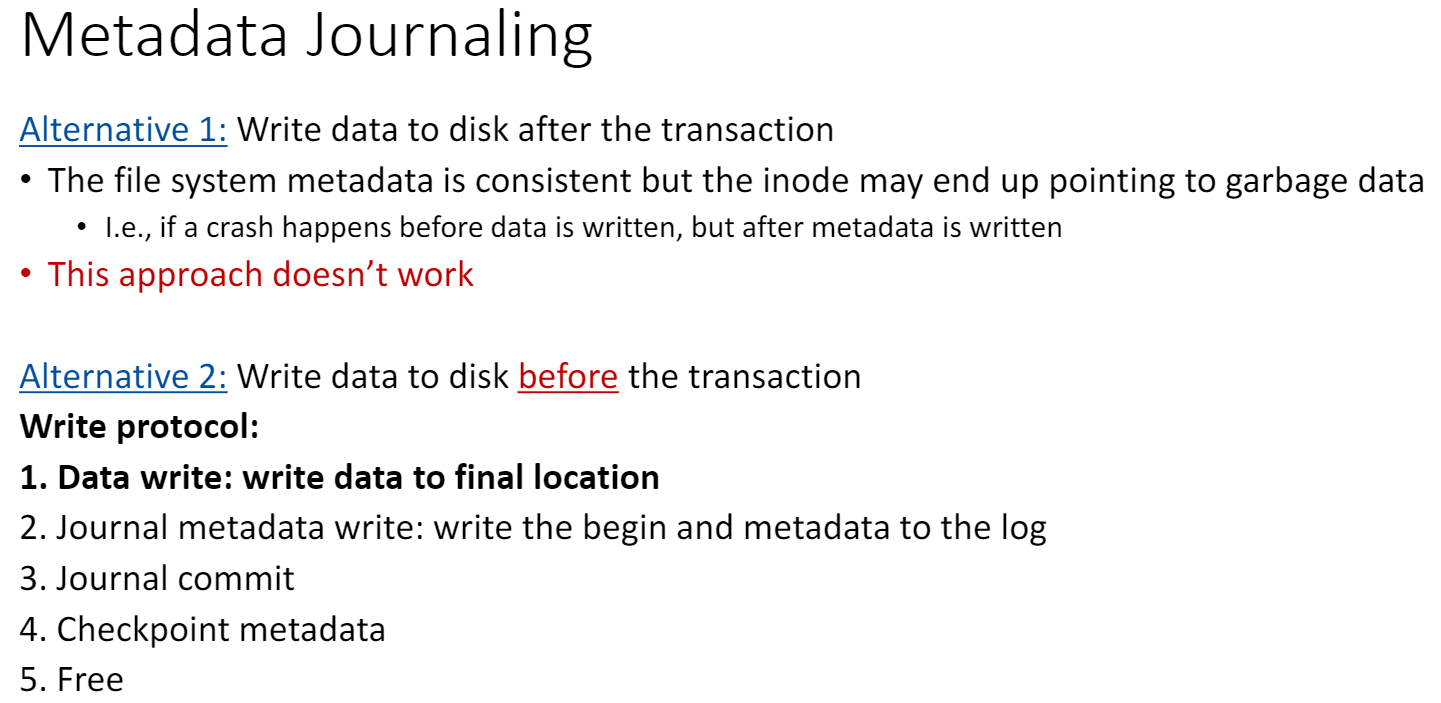 Metadata Journaling
Alternative 1: Write data to disk after the transaction
• The file system metadata is consistent but the inode may end up pointing to garbage data
• I.e., if a crash happens before data is written, but after metadata is written
• This approach doesn’t work
Alternative 2: Write data to disk before the transaction
Write protocol:
1. Data write: write data to final location
2. Journal metadata write: write the begin and metadata to the log
3. Journal commit
4. Checkpoint metadata
5. Free